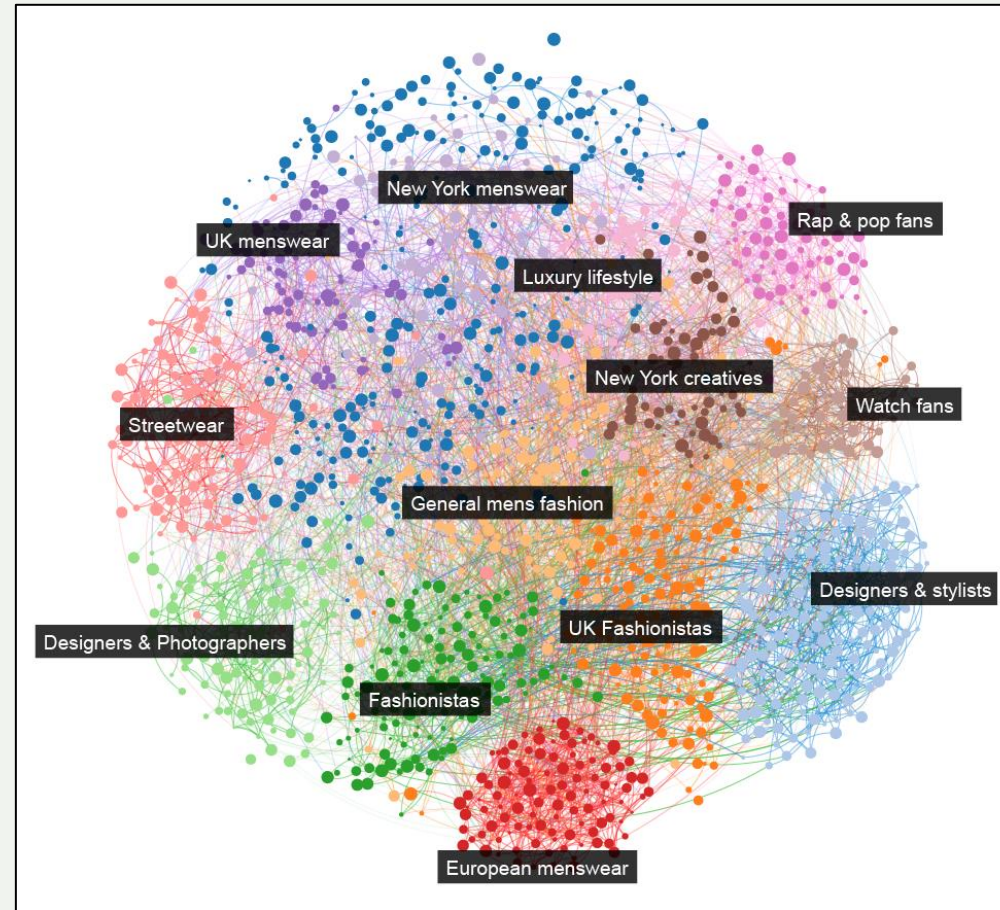 New York menswear
Rap & pop fans
UK menswear
Luxury lifestyle
New York creatives
Watch fans
Streetwear
General mens fashion
Designers & stylists
UK Fashionistas
Designers & Photographers
Fashionistas
European menswear